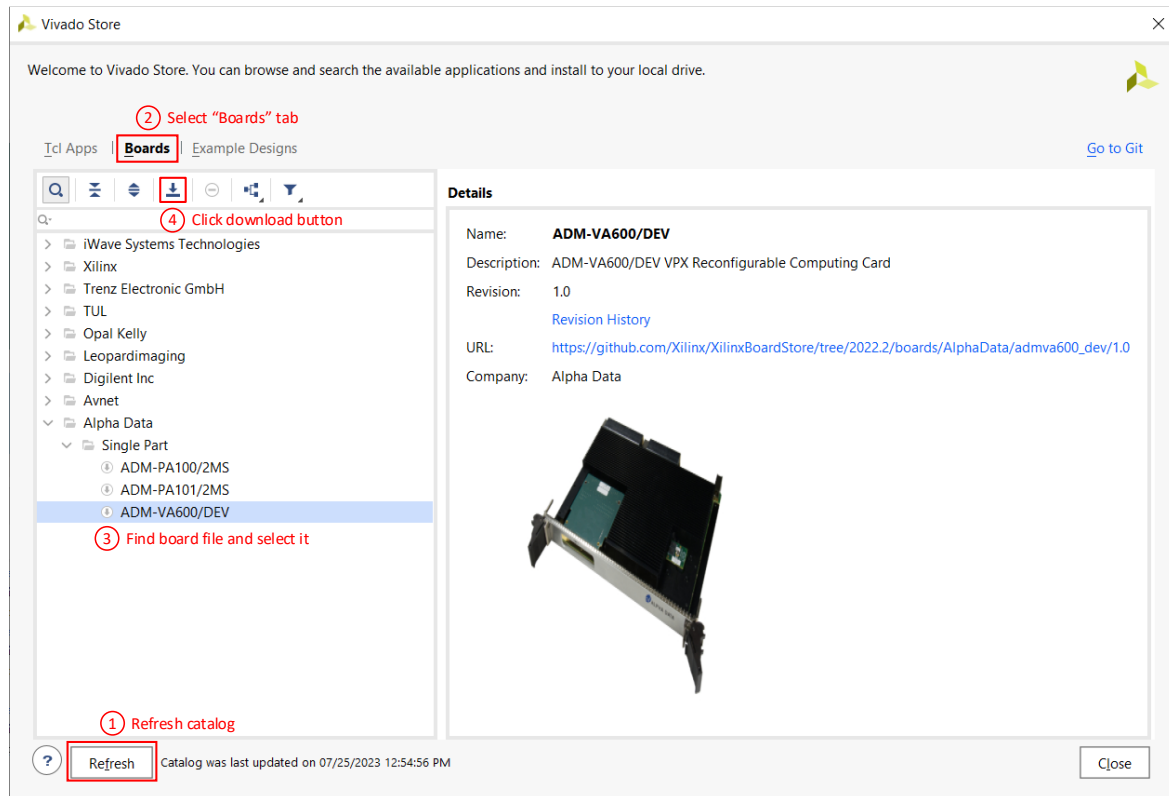 Vivado Store
Welcome to Vivado Store. You can browse and search the available applications and install to your local drive.
2 Select “Boards” tab
Tcl Apps | Boards | Example Designs
Go to Git
4 Click download button
iWave Systems Technologies
Xilinx
Trenz Electronic GmbH
TUL
Opal Kelly
Leopardimaging
Digilent Inc
Avnet
Alpha Data
Single Part
ADM-PA100/2MS
ADM-PA101/2MS
ADM-VA600/DEV
3 Find board file and select it
Details
Name: ADM-VA600/DEV
Description: ADM-VA600/DEV VPX Reconfigurable Computing Card
Revision: 1.0
Revision History
URL: https://github.com/Xilinx/XilinxBoardStore/tree/2022.2/boards/AlphaData/admva600_dev/1.0
Company: Alpha Data
ALPHA DATA
1 Refresh catalog
? Refresh Catalog was last updated on 07/25/2023 12:54:56 PM
Close